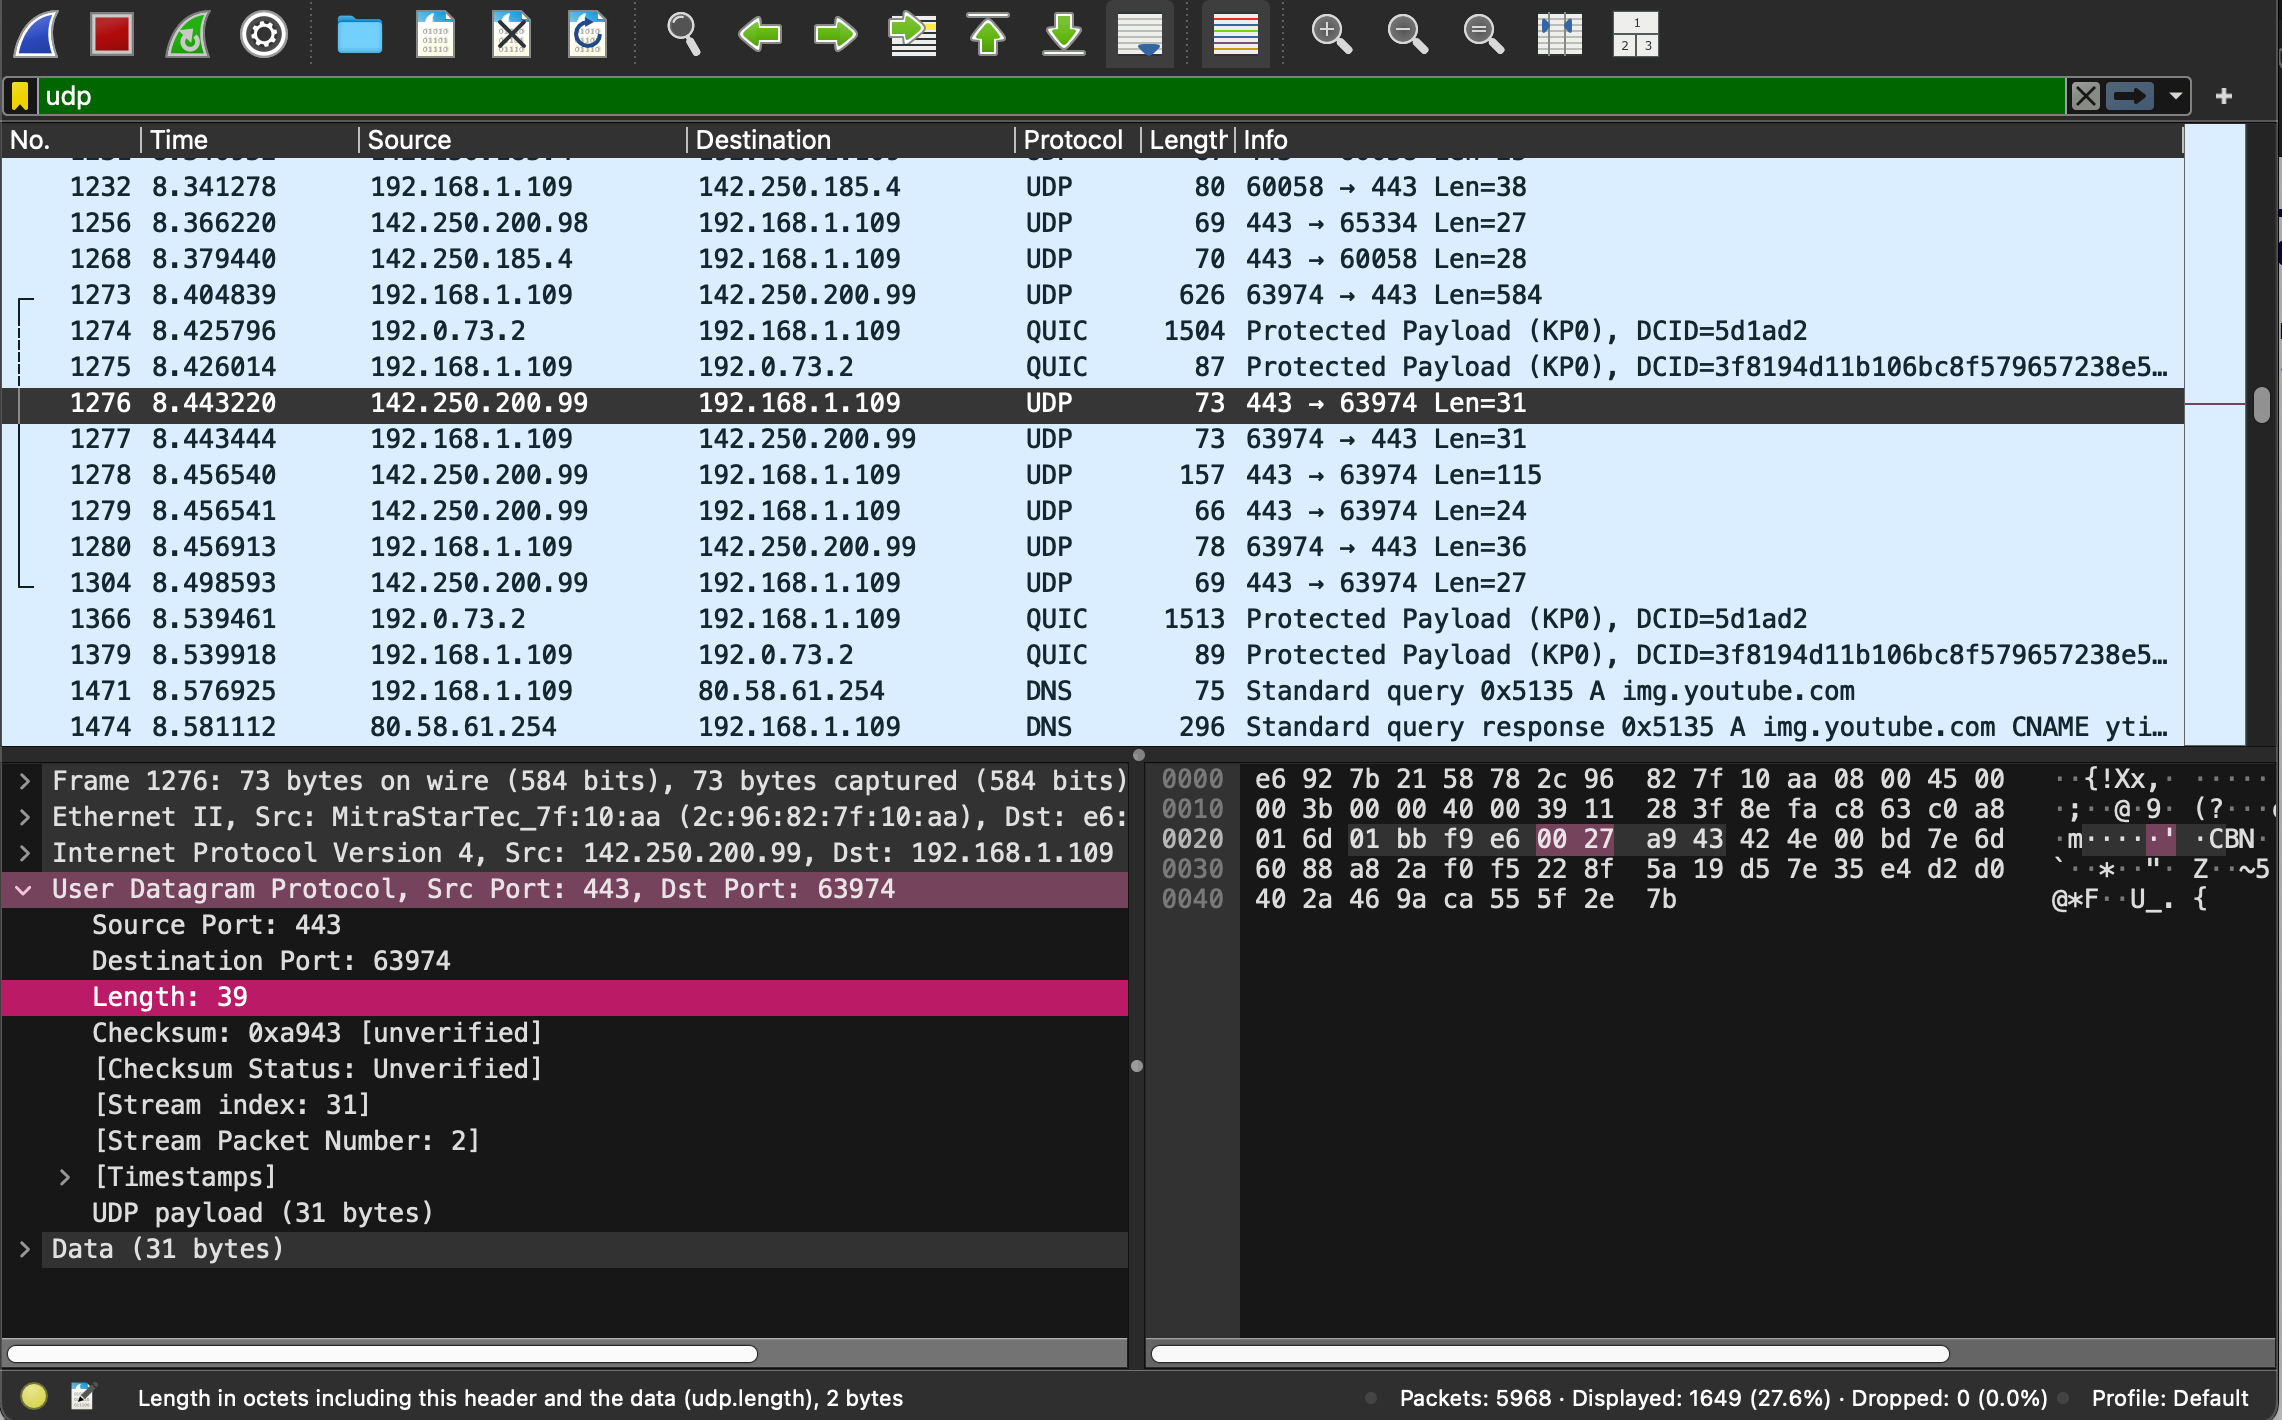 udp
No. Time Source Destination Protocol Length Info
1232 8.341278 192.168.1.109 142.250.185.4 UDP 80 60058 → 443 Len=38
1256 8.366220 142.250.200.98 192.168.1.109 UDP 69 443 → 65334 Len=27
1268 8.379440 142.250.185.4 192.168.1.109 UDP 70 443 → 60058 Len=28
1273 8.404839 192.168.1.109 142.250.200.99 UDP 626 63974 → 443 Len=584
1274 8.425796 192.0.73.2 192.168.1.109 QUIC 1504 Protected Payload (KP0), DCID=5d1ad2
1275 8.426014 192.168.1.109 192.0.73.2 QUIC 87 Protected Payload (KP0), DCID=3f8194d11b106bc8f579657238e5…
1276 8.443220 142.250.200.99 192.168.1.109 UDP 73 443 → 63974 Len=31
1277 8.443444 192.168.1.109 142.250.200.99 UDP 73 63974 → 443 Len=31
1278 8.456540 142.250.200.99 192.168.1.109 UDP 157 443 → 63974 Len=115
1279 8.456541 142.250.200.99 192.168.1.109 UDP 66 443 → 63974 Len=24
1280 8.456913 192.168.1.109 142.250.200.99 UDP 78 63974 → 443 Len=36
1304 8.498593 142.250.200.99 192.168.1.109 UDP 69 443 → 63974 Len=27
1366 8.539461 192.0.73.2 192.168.1.109 QUIC 1513 Protected Payload (KP0), DCID=5d1ad2
1379 8.539918 192.168.1.109 192.0.73.2 QUIC 89 Protected Payload (KP0), DCID=3f8194d11b106bc8f579657238e5…
1471 8.576925 192.168.1.109 80.58.61.254 DNS 75 Standard query 0x5135 A img.youtube.com
1474 8.581112 80.58.61.254 192.168.1.109 DNS 296 Standard query response 0x5135 A img.youtube.com CNAME yti…
Frame 1276: 73 bytes on wire (584 bits), 73 bytes captured (584 bits)
Ethernet II, Src: MitraStarTec_7f:10:aa (2c:96:82:7f:10:aa), Dst: e6:
Internet Protocol Version 4, Src: 142.250.200.99, Dst: 192.168.1.109
User Datagram Protocol, Src Port: 443, Dst Port: 63974
Source Port: 443
Destination Port: 63974
Length: 39
Checksum: 0xa943 [unverified]
[Checksum Status: Unverified]
[Stream index: 31]
[Stream Packet Number: 2]
[Timestamps]
UDP payload (31 bytes)
Data (31 bytes)
0000 e6 92 7b 21 58 78 2c 96 82 7f 10 aa 08 00 45 00 ··{!Xx,· ·····
0010 00 3b 00 00 40 00 39 11 28 3f 8e fa c8 63 c0 a8 ·;··@·9· (?···
0020 01 6d 01 bb f9 e6 00 27 a9 43 42 4e 00 bd 7e 6d ·m·····' ·CBN·
0030 60 88 a8 2a f0 f5 22 8f 5a 19 d5 7e 35 e4 d2 d0 `··*··"· Z··~5
0040 40 2a 46 9a ca 55 5f 2e 7b @*F··U_. {
Length in octets including this header and the data (udp.length), 2 bytes
Packets: 5968 · Displayed: 1649 (27.6%) · Dropped: 0 (0.0%)
Profile: Default